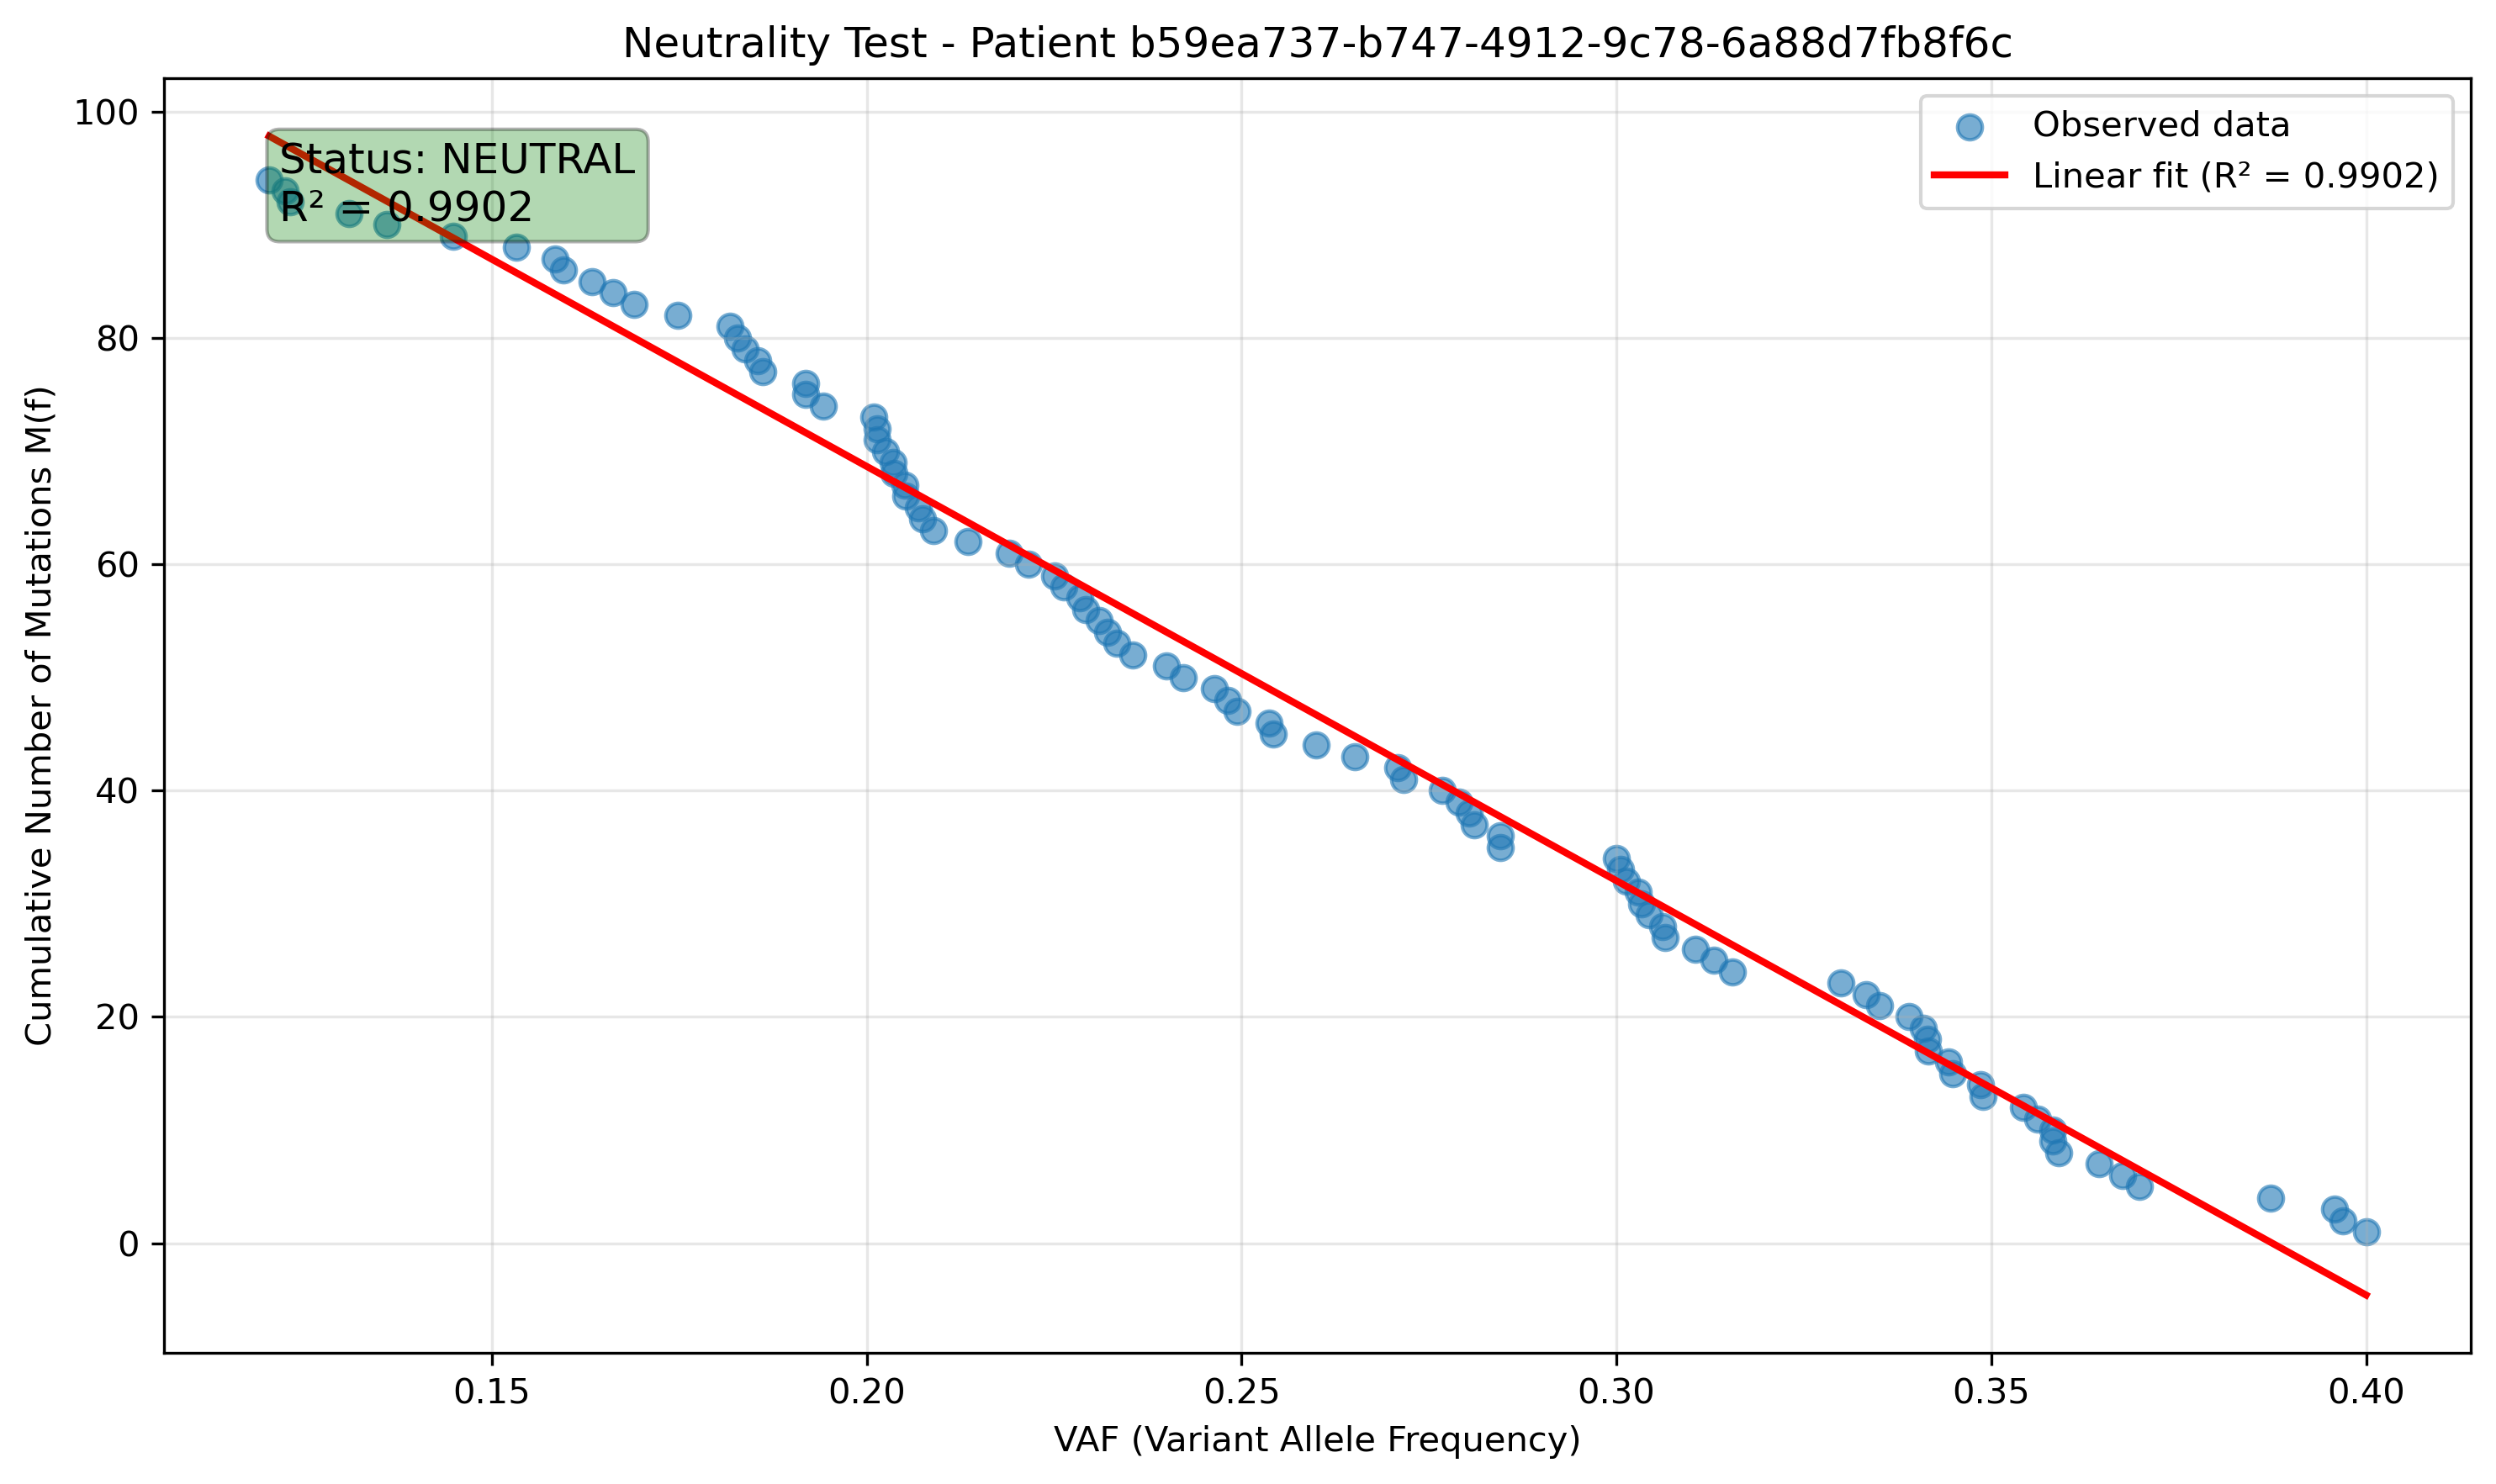 Neutrality Test - Patient b59ea737-b747-4912-9c78-6a88d7fb8f6c
Observed data
Linear fit (R² = 0.9902)
Status: NEUTRAL
R² = 0.9902
Cumulative Number of Mutations M(f)
100
80
60
40
20
0
0.15
0.20
0.25
0.30
0.35
0.40
VAF (Variant Allele Frequency)